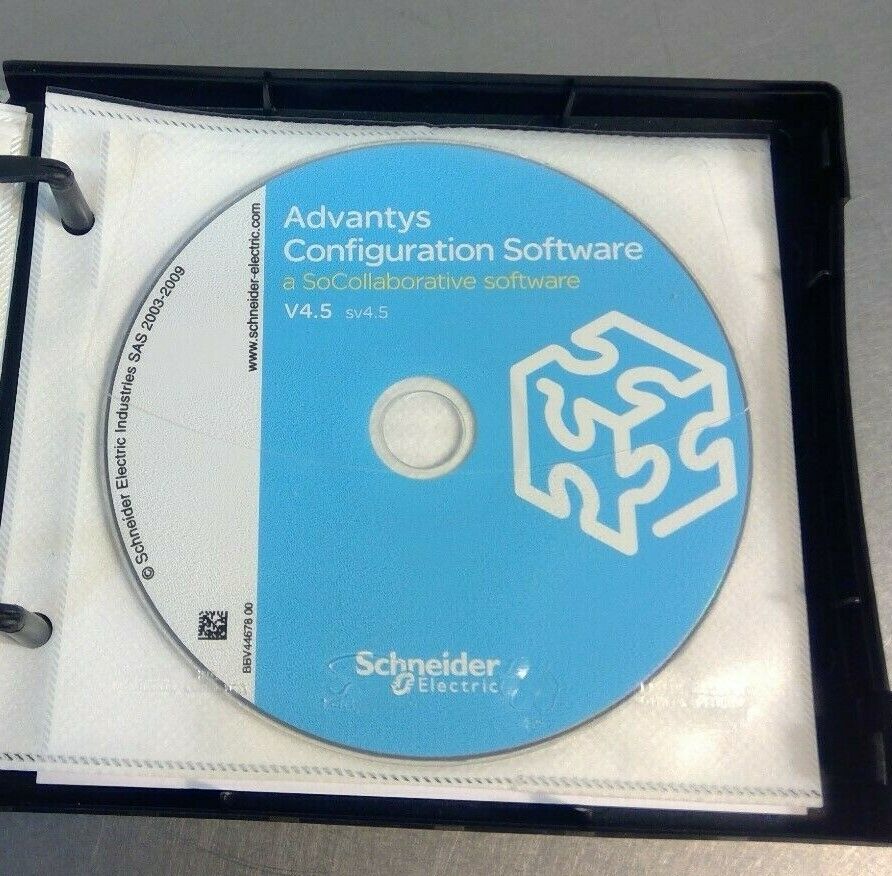 Advantys
Configuration Software
a SoCollaborative software
V4.5 sv4.5
www.schneider-electric.com
© Schneider Electric Industries SAS 2003-2009
BBV44678 00
Schneider
Electric